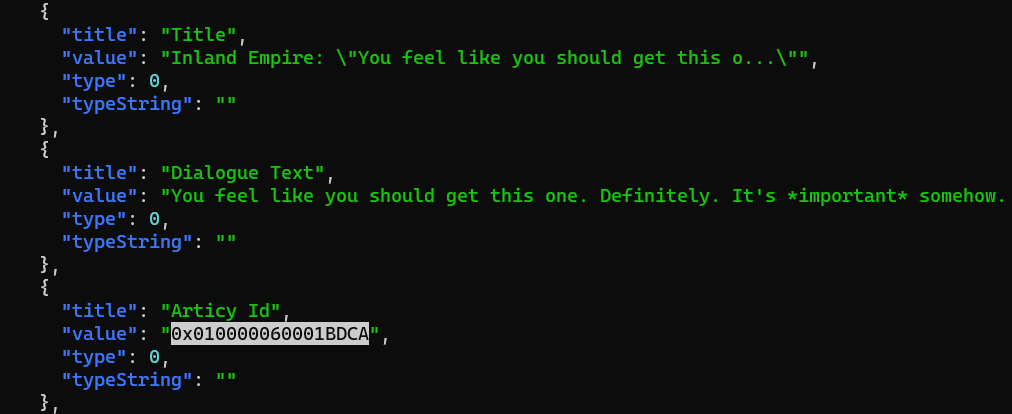 {
"title": "Title",
"value": "Inland Empire: \"You feel like you should get this o...\"",
"type": 0,
"typeString": ""
},
{
"title": "Dialogue Text",
"value": "You feel like you should get this one. Definitely. It's *important* somehow.
"type": 0,
"typeString": ""
},
{
"title": "Articy Id",
"value": "0x010000060001BDCA",
"type": 0,
"typeString": ""
},